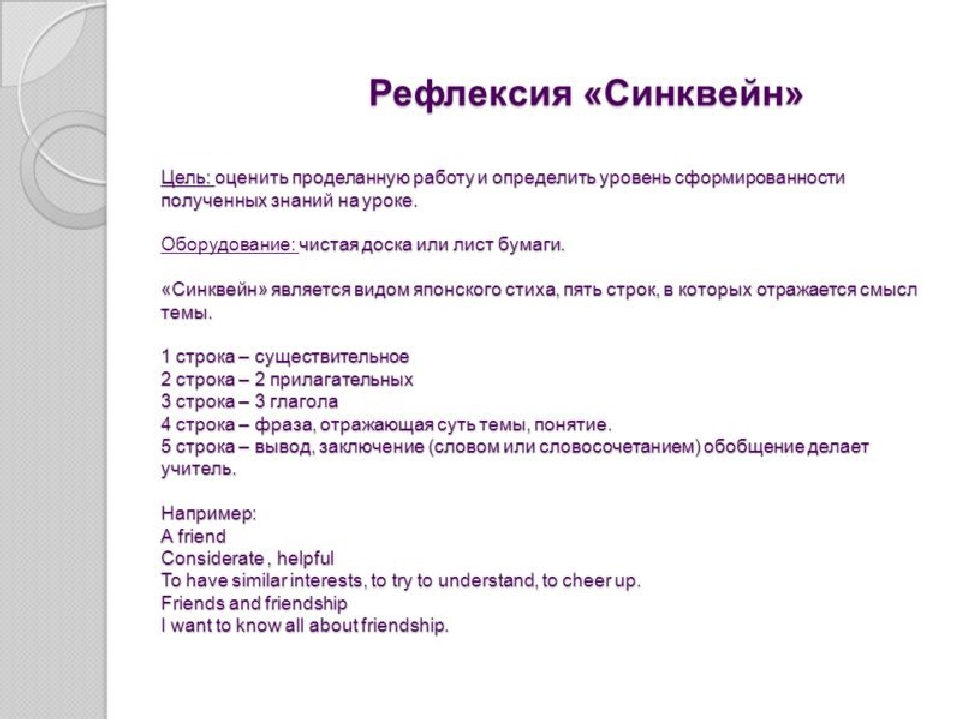 Рефлексия «Синквейн»
Цель: оценить проделанную работу и определить уровень сформированности
полученных знаний на уроке.
Оборудование: чистая доска или лист бумаги.
«Синквейн» является видом японского стиха, пять строк, в которых отражается смысл
темы.
1 строка – существительное
2 строка – 2 прилагательных
3 строка – 3 глагола
4 строка – фраза, отражающая суть темы, понятие.
5 строка – вывод, заключение (словом или словосочетанием) обобщение делает
учитель.
Например:
A friend
Considerate , helpful
To have similar interests, to try to understand, to cheer up.
Friends and friendship
I want to know all about friendship.